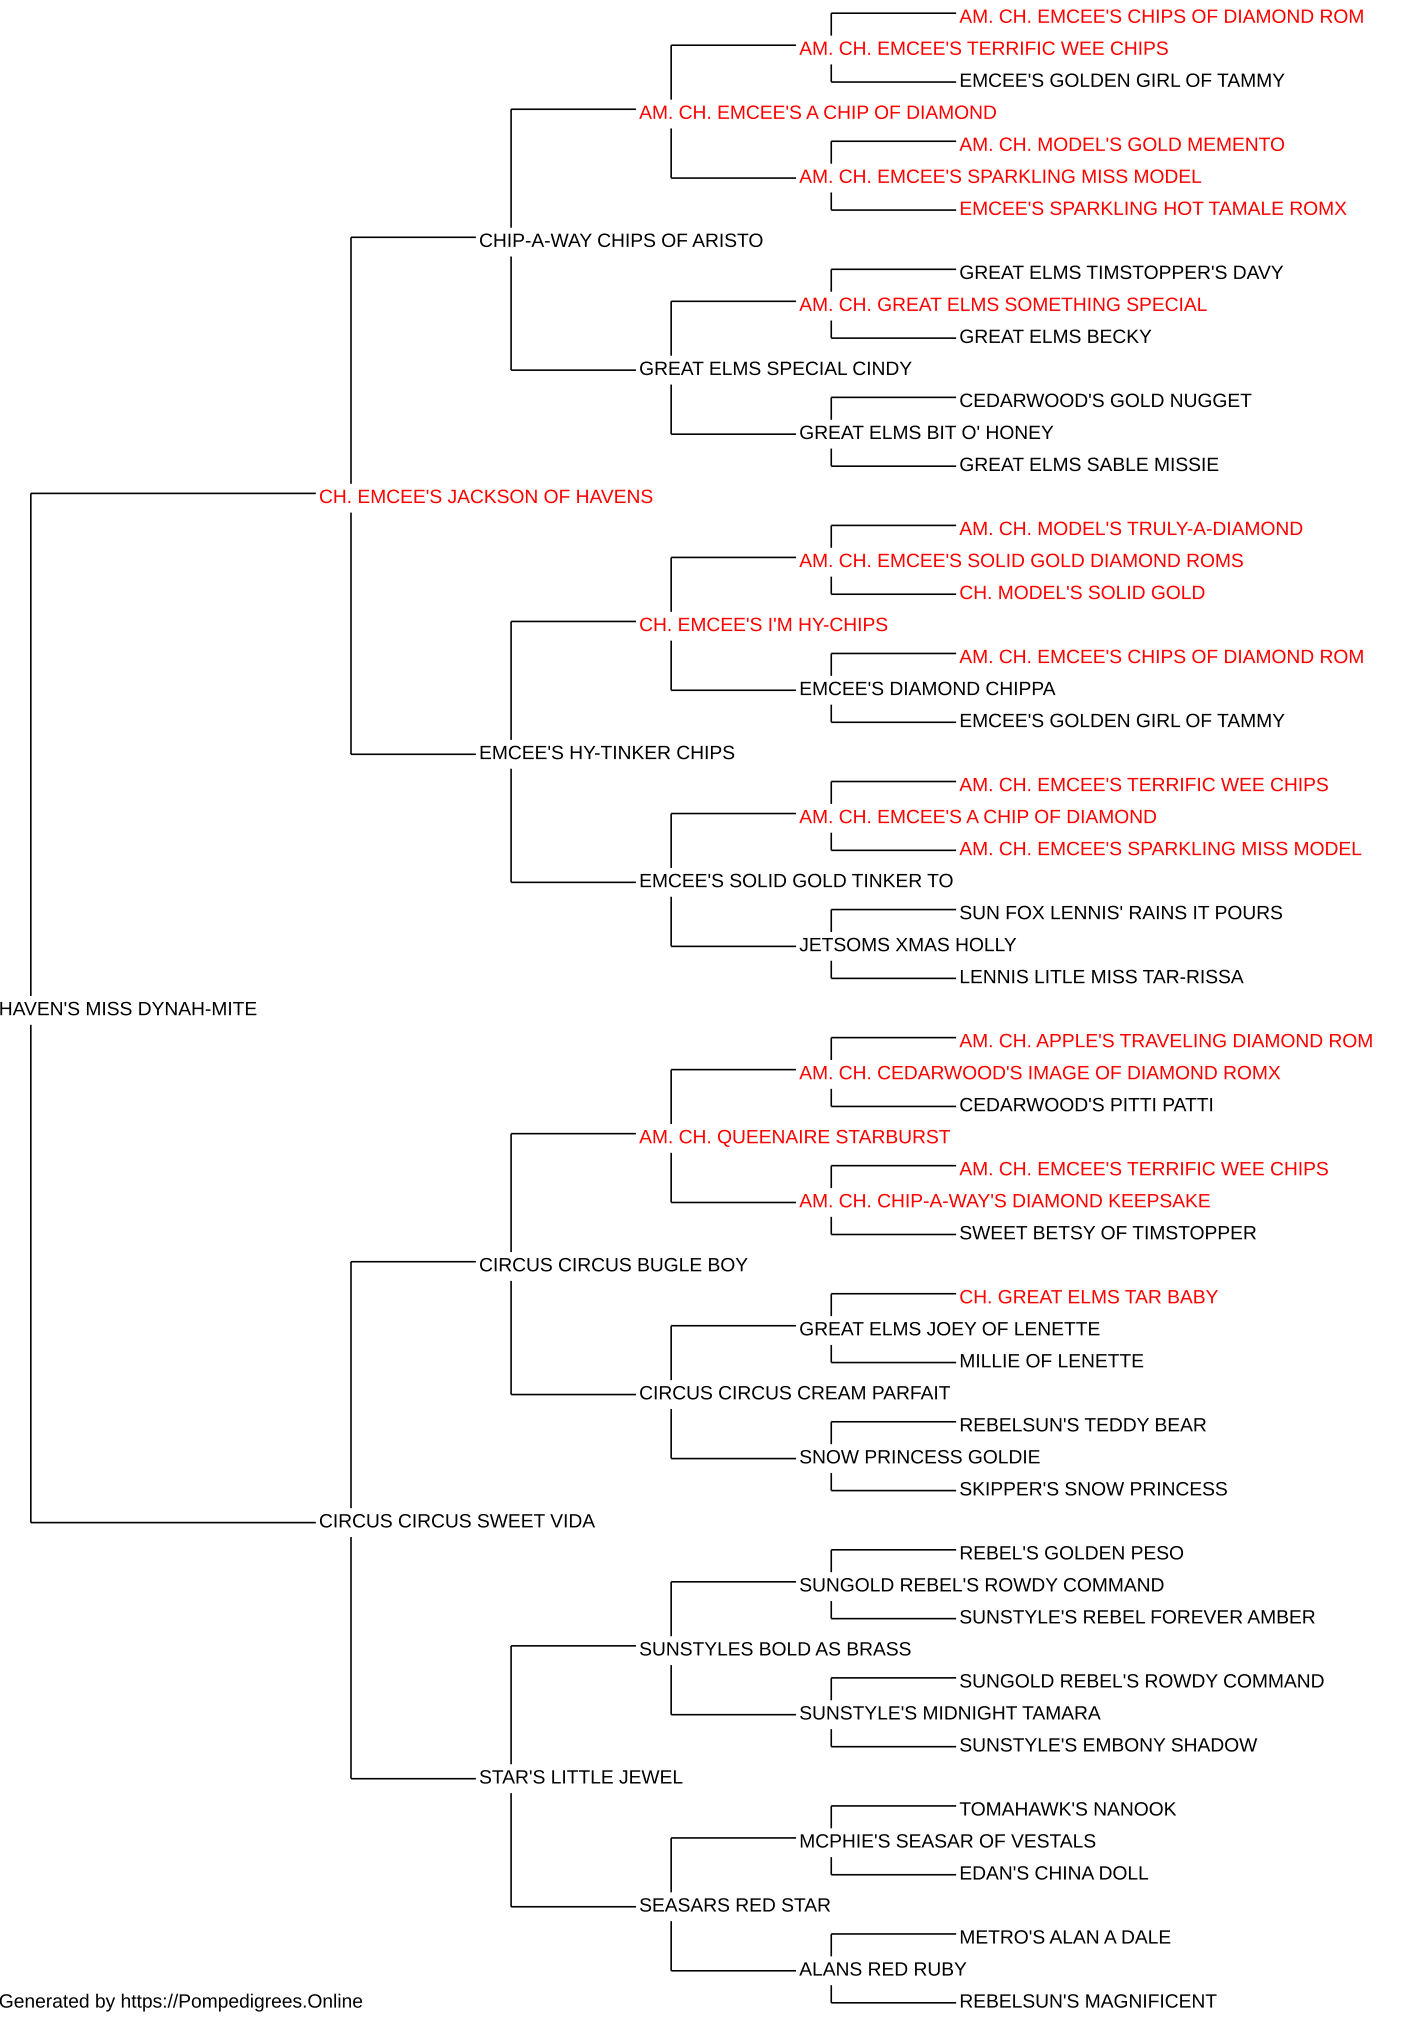 AM. CH. EMCEE'S CHIPS OF DIAMOND ROM
AM. CH. EMCEE'S TERRIFIC WEE CHIPS
EMCEE'S GOLDEN GIRL OF TAMMY
AM. CH. EMCEE'S A CHIP OF DIAMOND
AM. CH. MODEL'S GOLD MEMENTO
AM. CH. EMCEE'S SPARKLING MISS MODEL
EMCEE'S SPARKLING HOT TAMALE ROMX
CHIP-A-WAY CHIPS OF ARISTO
GREAT ELMS TIMSTOPPER'S DAVY
AM. CH. GREAT ELMS SOMETHING SPECIAL
GREAT ELMS BECKY
GREAT ELMS SPECIAL CINDY
CEDARWOOD'S GOLD NUGGET
GREAT ELMS BIT O' HONEY
GREAT ELMS SABLE MISSIE
CH. EMCEE'S JACKSON OF HAVENS
AM. CH. MODEL'S TRULY-A-DIAMOND
AM. CH. EMCEE'S SOLID GOLD DIAMOND ROMS
CH. MODEL'S SOLID GOLD
CH. EMCEE'S I'M HY-CHIPS
AM. CH. EMCEE'S CHIPS OF DIAMOND ROM
EMCEE'S DIAMOND CHIPPA
EMCEE'S GOLDEN GIRL OF TAMMY
EMCEE'S HY-TINKER CHIPS
AM. CH. EMCEE'S TERRIFIC WEE CHIPS
AM. CH. EMCEE'S A CHIP OF DIAMOND
AM. CH. EMCEE'S SPARKLING MISS MODEL
EMCEE'S SOLID GOLD TINKER TO
SUN FOX LENNIS' RAINS IT POURS
JETSOMS XMAS HOLLY
LENNIS LITLE MISS TAR-RISSA
HAVEN'S MISS DYNAH-MITE
AM. CH. APPLE'S TRAVELING DIAMOND ROM
AM. CH. CEDARWOOD'S IMAGE OF DIAMOND ROMX
CEDARWOOD'S PITTI PATTI
AM. CH. QUEENAIRE STARBURST
AM. CH. EMCEE'S TERRIFIC WEE CHIPS
AM. CH. CHIP-A-WAY'S DIAMOND KEEPSAKE
SWEET BETSY OF TIMSTOPPER
CIRCUS CIRCUS BUGLE BOY
CH. GREAT ELMS TAR BABY
GREAT ELMS JOEY OF LENETTE
MILLIE OF LENETTE
CIRCUS CIRCUS CREAM PARFAIT
REBELSUN'S TEDDY BEAR
SNOW PRINCESS GOLDIE
SKIPPER'S SNOW PRINCESS
CIRCUS CIRCUS SWEET VIDA
REBEL'S GOLDEN PESO
SUNGOLD REBEL'S ROWDY COMMAND
SUNSTYLE'S REBEL FOREVER AMBER
SUNSTYLES BOLD AS BRASS
SUNGOLD REBEL'S ROWDY COMMAND
SUNSTYLE'S MIDNIGHT TAMARA
SUNSTYLE'S EMBONY SHADOW
STAR'S LITTLE JEWEL
TOMAHAWK'S NANOOK
MCPHIE'S SEASAR OF VESTALS
EDAN'S CHINA DOLL
SEASARS RED STAR
METRO'S ALAN A DALE
ALANS RED RUBY
REBELSUN'S MAGNIFICENT
Generated by https://Pompedigrees.Online